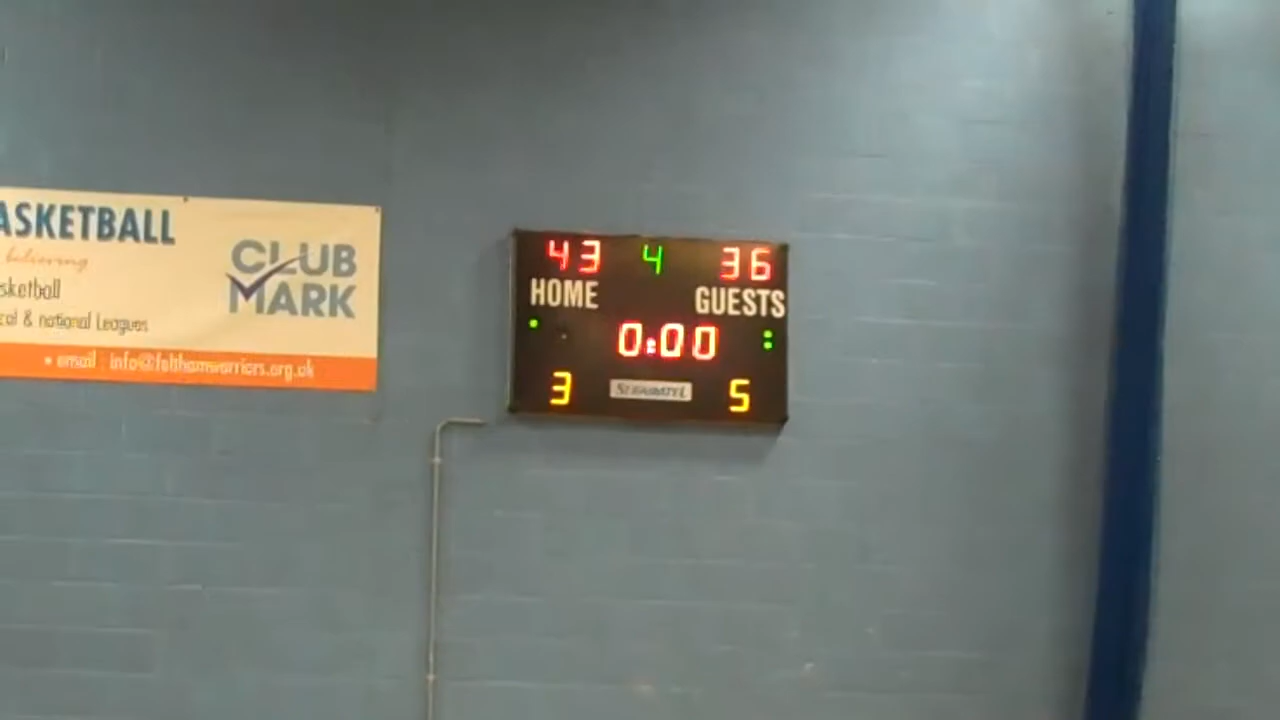 ASKETBALL
believing
sketball
cal & national Leagues
• email : info@felthamwarriors.org.uk
CLUB
MARK
43 4 36
HOME GUESTS
0:00
3 5